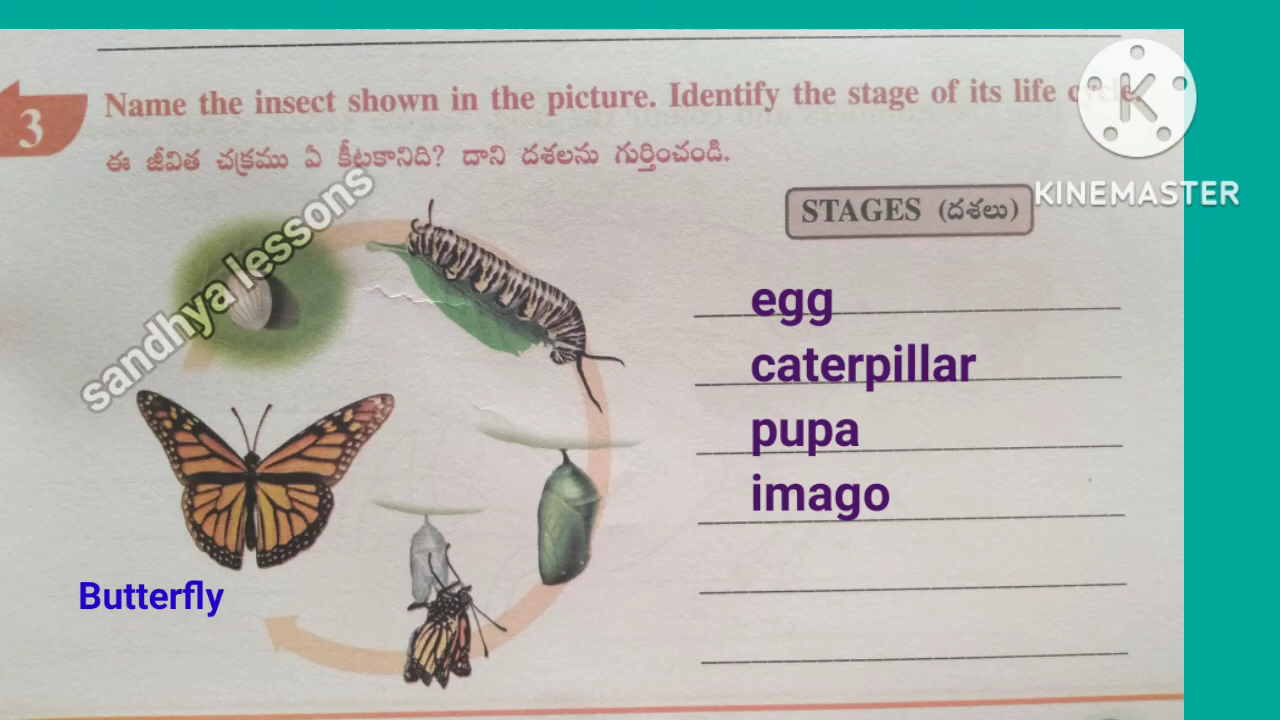 3
Name the insect shown in the picture. Identify the stage of its life cycle.
ఈ జీవిత చక్రము ఏ కీటకానిది? దాని దశలను గుర్తించండి.
KINEMASTER
STAGES (దశలు)
sandhya lessons
egg
caterpillar
pupa
imago
Butterfly